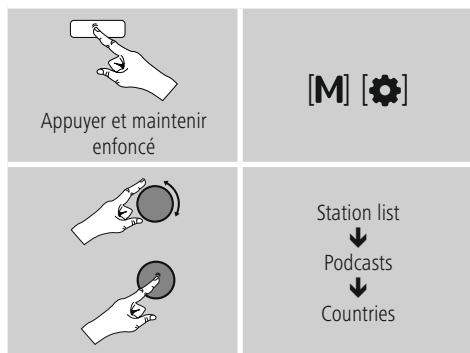 Appuyer et maintenir
enfoncé
[M] [⚙]
Station list
🡻
Podcasts
🡻
Countries